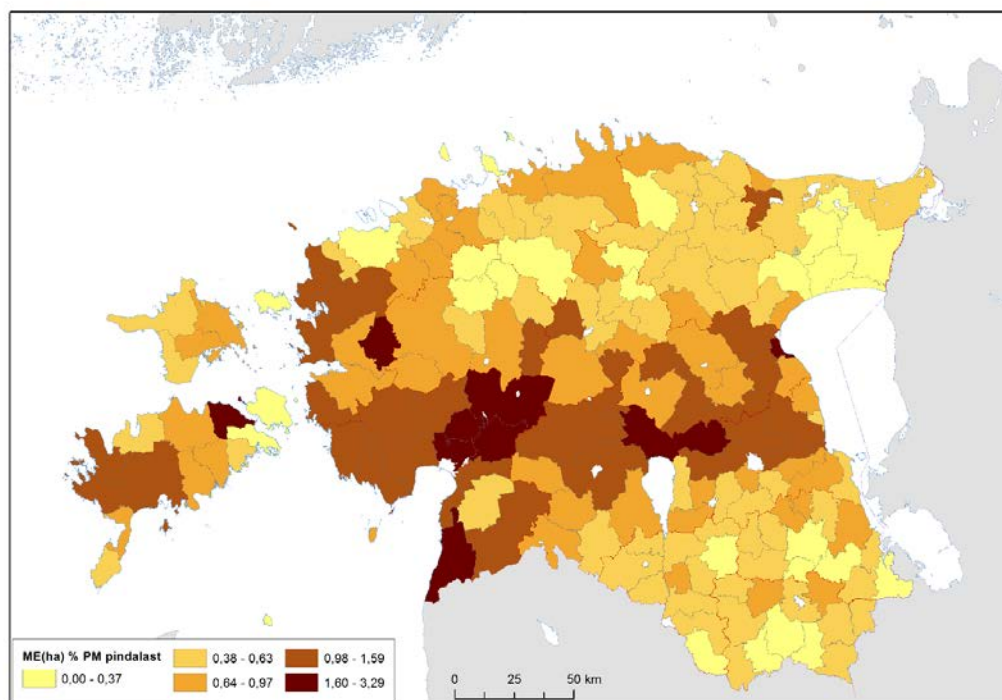 ME(ha) % PM pindalast
0,00 - 0,37
0,38 - 0,63
0,64 - 0,97
0,98 - 1,59
1,60 - 3,29
0 25 50 km